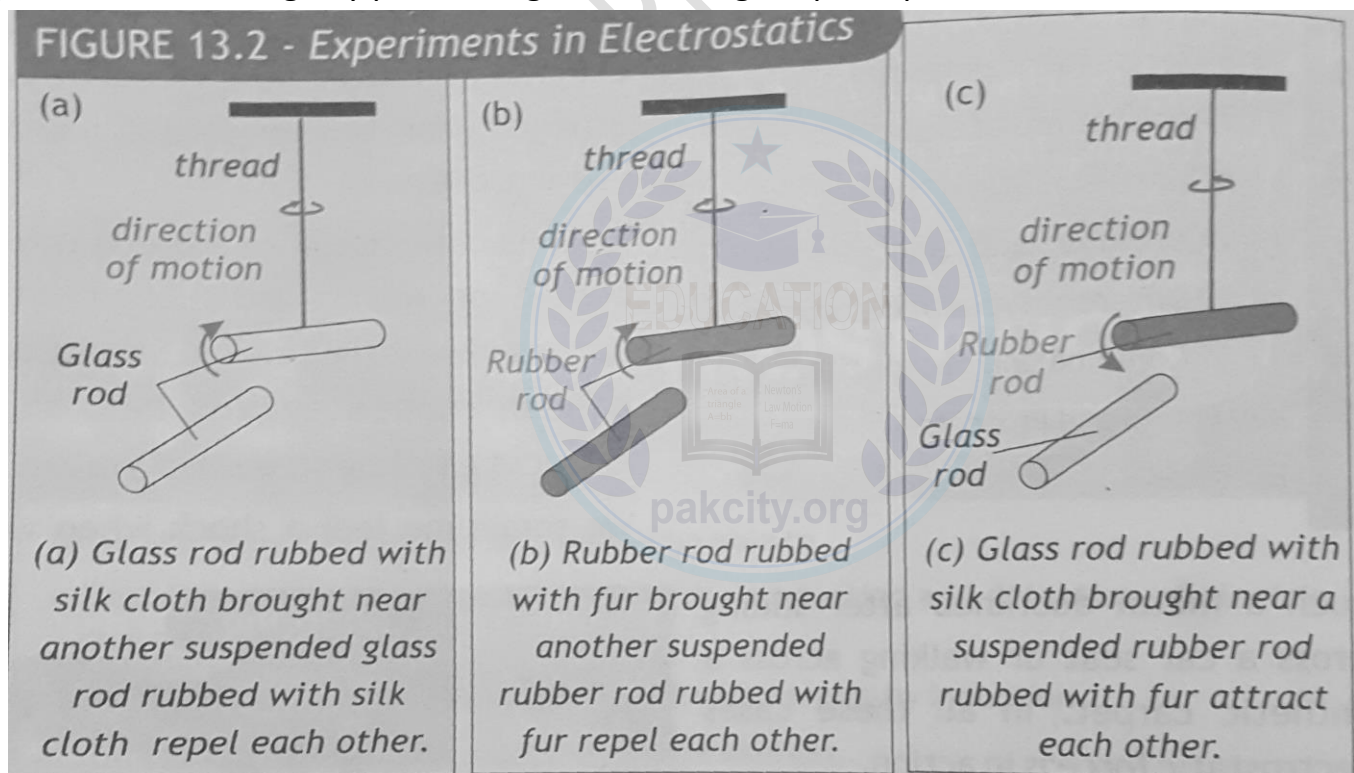 FIGURE 13.2 - Experiments in Electrostatics
(a)
thread
direction
of motion
Glass
rod
(a) Glass rod rubbed with
silk cloth brought near
another suspended glass
rod rubbed with silk
cloth repel each other.
(b)
thread
direction
of motion
Rubber
rod
(b) Rubber rod rubbed
with fur brought near
another suspended
rubber rod rubbed with
fur repel each other.
(c)
thread
direction
of motion
Rubber
rod
Glass
rod
(c) Glass rod rubbed with
silk cloth brought near a
suspended rubber rod
rubbed with fur attract
each other.
EDUCATION
pakcity.org